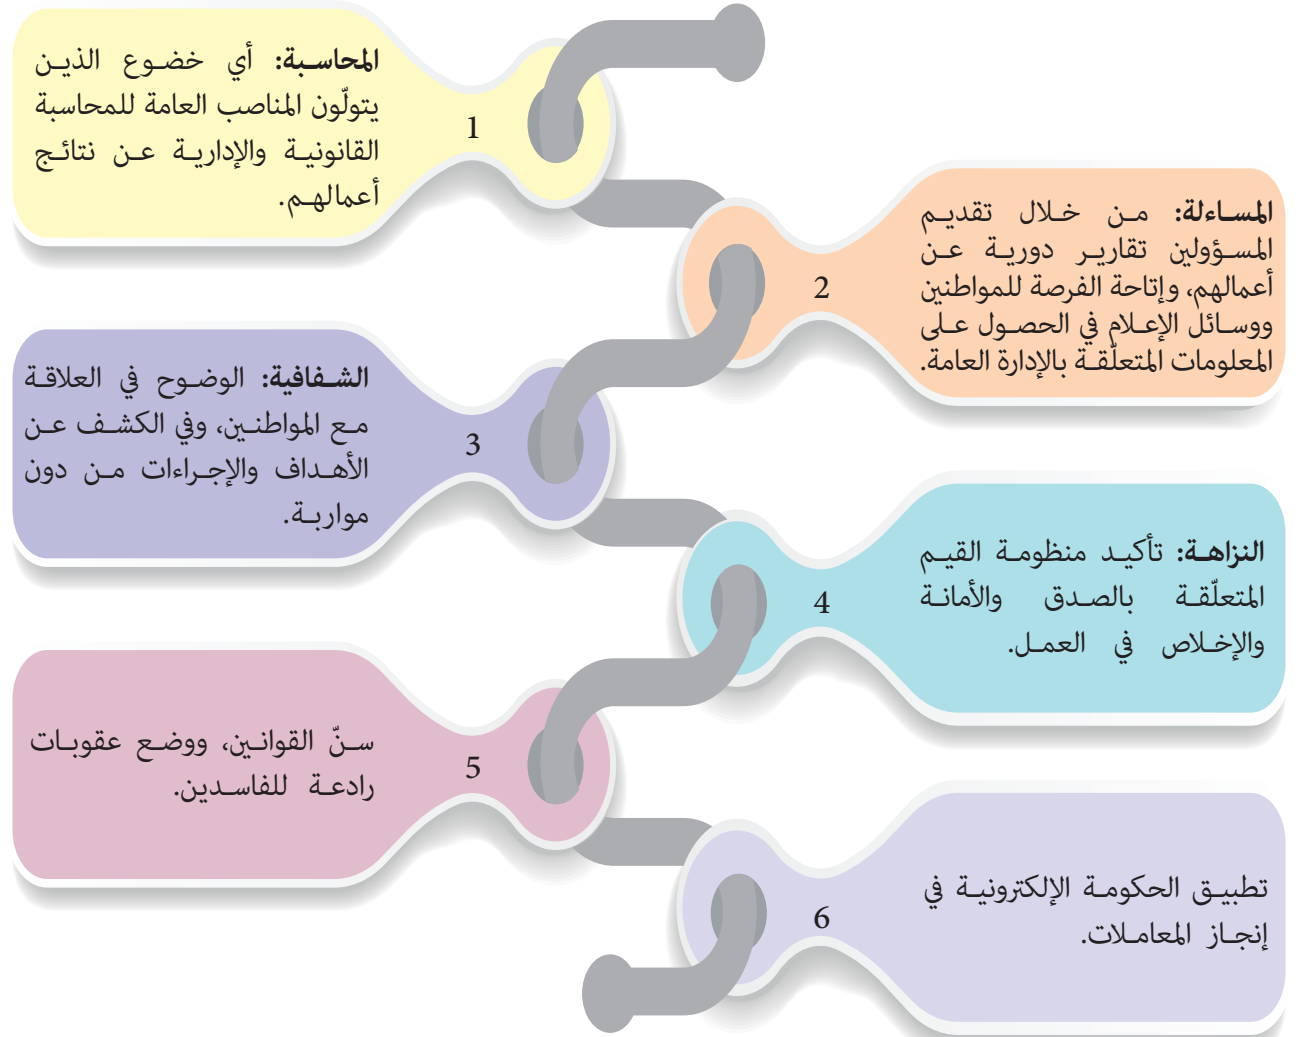 المحاسبة: أي خضوع الذين
يتولّون المناصب العامة للمحاسبة
القانونية والإدارية عن نتائج
أعمالهم.
1
المساءلة: من خلال تقديم
المسؤولين تقارير دورية عن
أعمالهم، وإتاحة الفرصة للمواطنين
ووسائل الإعلام في الحصول على
المعلومات المتعلّقة بالإدارة العامة.
2
الشفافية: الوضوح في العلاقة
مع المواطنين، وفي الكشف عن
الأهداف والإجراءات من دون
مواربة.
3
النزاهة: تأكيد منظومة القيم
المتعلّقة بالصدق والأمانة
والإخلاص في العمل.
4
سنّ القوانين، ووضع عقوبات
رادعة للفاسدين.
5
تطبيق الحكومة الإلكترونية في
إنجاز المعاملات.
6